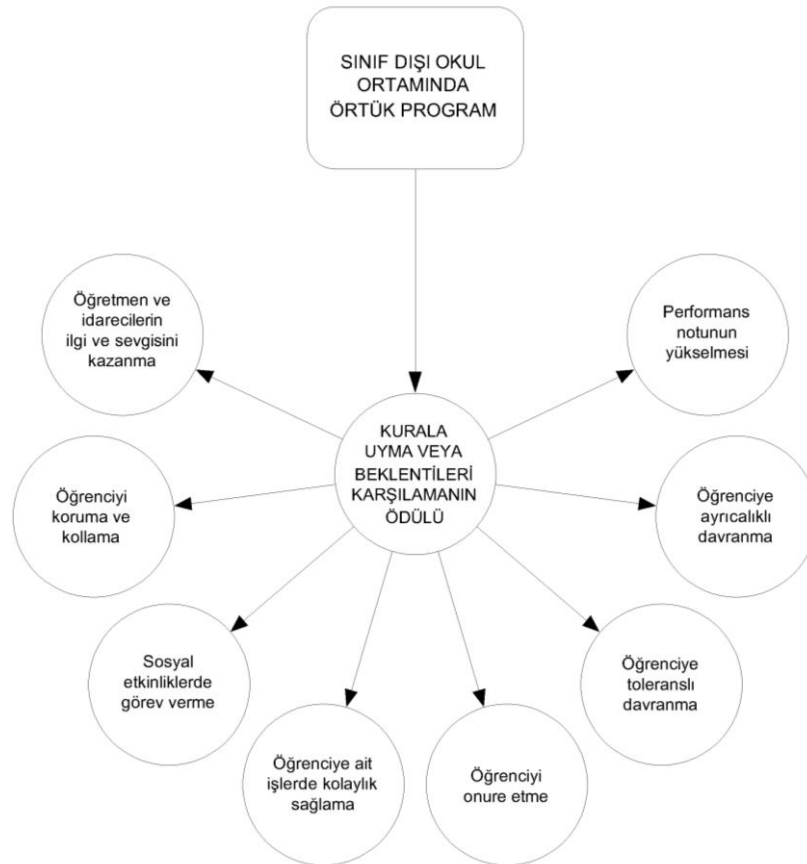 SINIF DIŞI OKUL
ORTAMINDA
ÖRTÜK PROGRAM
Öğretmen ve
idarecilerin
ilgi ve sevgisini
kazanma
Performans
notunun
yükselmesi
KURALA
UYMA VEYA
BEKLENTİLERİ
KARŞILAMANIN
ÖDÜLÜ
Öğrenciyi
koruma ve
kollama
Öğrenciye
ayrıcalıklı
davranma
Sosyal
etkinliklerde
görev verme
Öğrenciye
toleranslı
davranma
Öğrenciye ait
işlerde kolaylık
sağlama
Öğrenciyi
onure etme